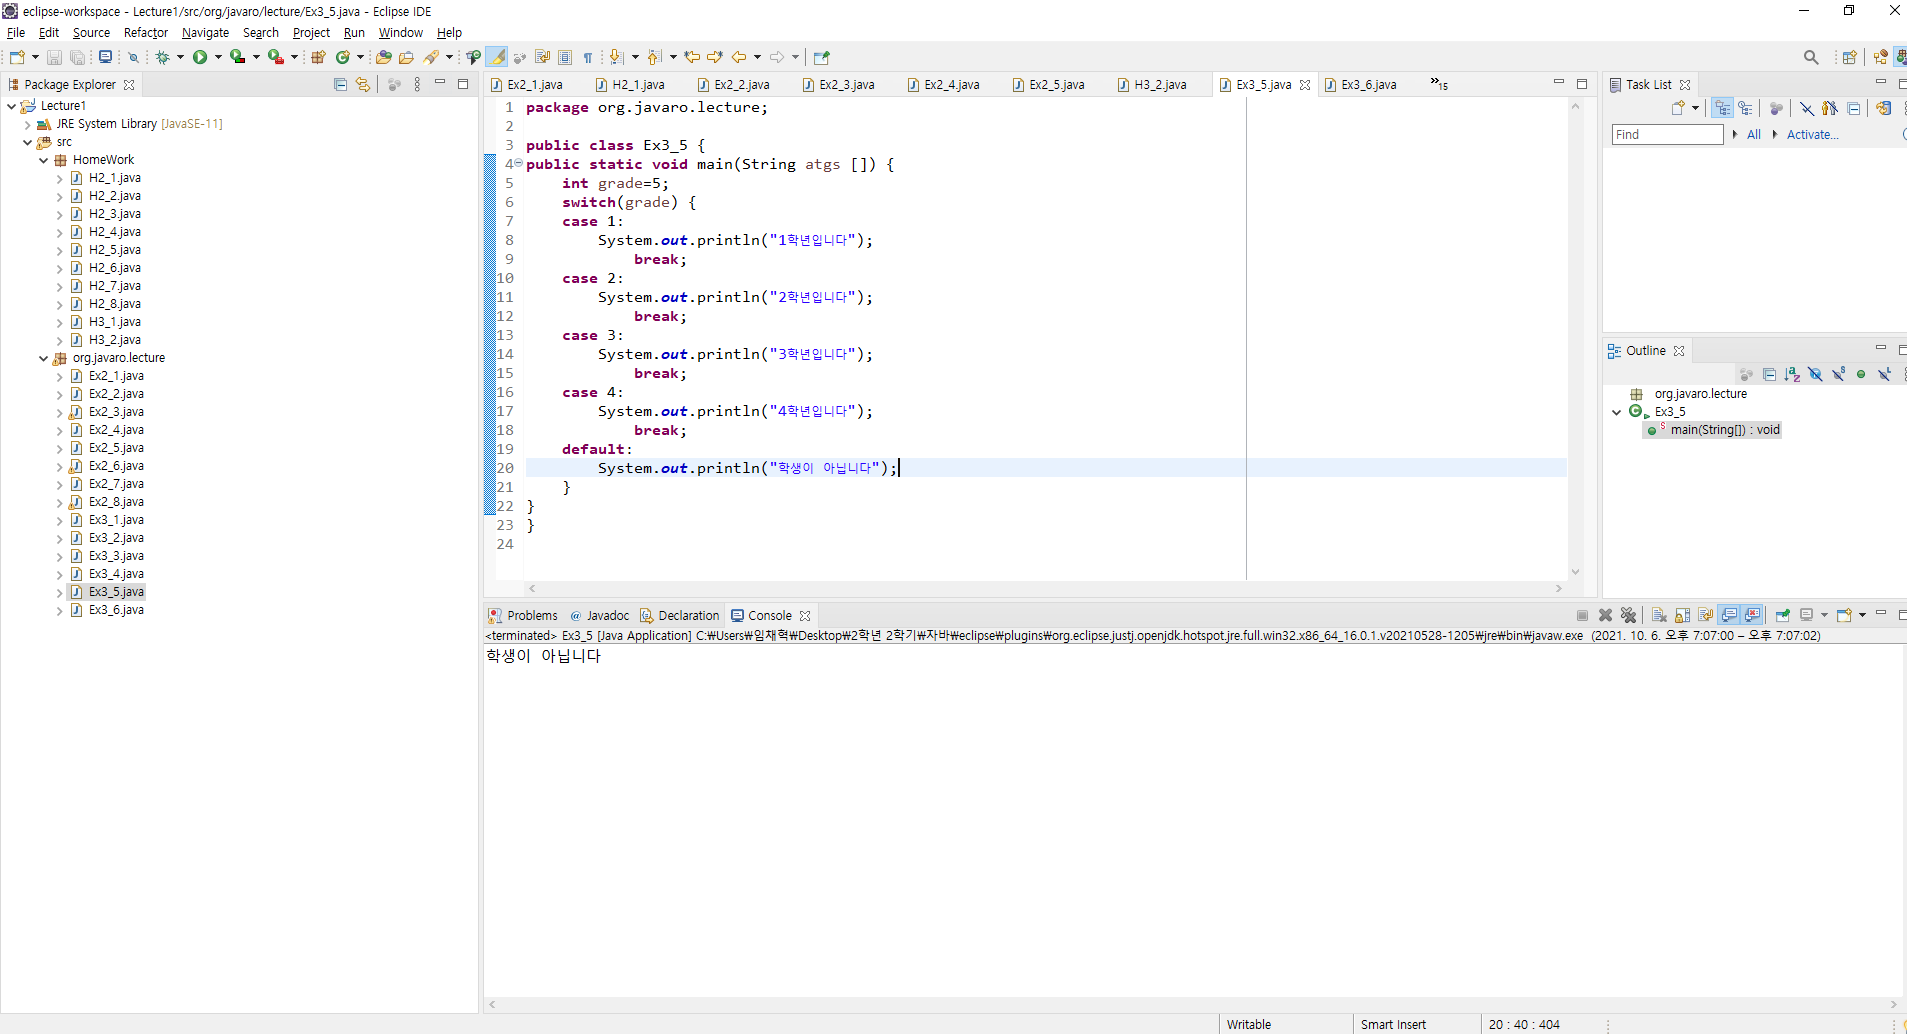 eclipse-workspace - Lecture1/src/org/javaro/lecture/Ex3_5.java - Eclipse IDE
File Edit Source Refactor Navigate Search Project Run Window Help
Package Explorer
Lecture1
JRE System Library [JavaSE-11]
src
HomeWork
H2_1.java
H2_2.java
H2_3.java
H2_4.java
H2_5.java
H2_6.java
H2_7.java
H2_8.java
H3_1.java
H3_2.java
org.javaro.lecture
Ex2_1.java
Ex2_2.java
Ex2_3.java
Ex2_4.java
Ex2_5.java
Ex2_6.java
Ex2_7.java
Ex2_8.java
Ex3_1.java
Ex3_2.java
Ex3_3.java
Ex3_4.java
Ex3_5.java
Ex3_6.java
Ex2_1.java H2_1.java Ex2_2.java Ex2_3.java Ex2_4.java Ex2_5.java H3_2.java Ex3_5.java Ex3_6.java »15
1 package org.javaro.lecture;
2
3 public class Ex3_5 {
4 public static void main(String atgs []) {
5 int grade=5;
6 switch(grade) {
7 case 1:
8 System.out.println("1학년입니다");
9 break;
10 case 2:
11 System.out.println("2학년입니다");
12 break;
13 case 3:
14 System.out.println("3학년입니다");
15 break;
16 case 4:
17 System.out.println("4학년입니다");
18 break;
19 default:
20 System.out.println("학생이 아닙니다");
21 }
22 }
23 }
24
Task List
Find All Activate...
Outline
org.javaro.lecture
Ex3_5
main(String[]) : void
Problems @ Javadoc Declaration Console
<terminated> Ex3_5 [Java Application] C:₩Users₩임채혁₩Desktop₩2학년 2학기₩자바₩eclipse₩plugins₩org.eclipse.justj.openjdk.hotspot.jre.full.win32.x86_64_16.0.1.v20210528-1205₩jre₩bin₩javaw.exe (2021. 10. 6. 오후 7:07:00 – 오후 7:07:02)
학생이 아닙니다
Writable Smart Insert 20 : 40 : 404